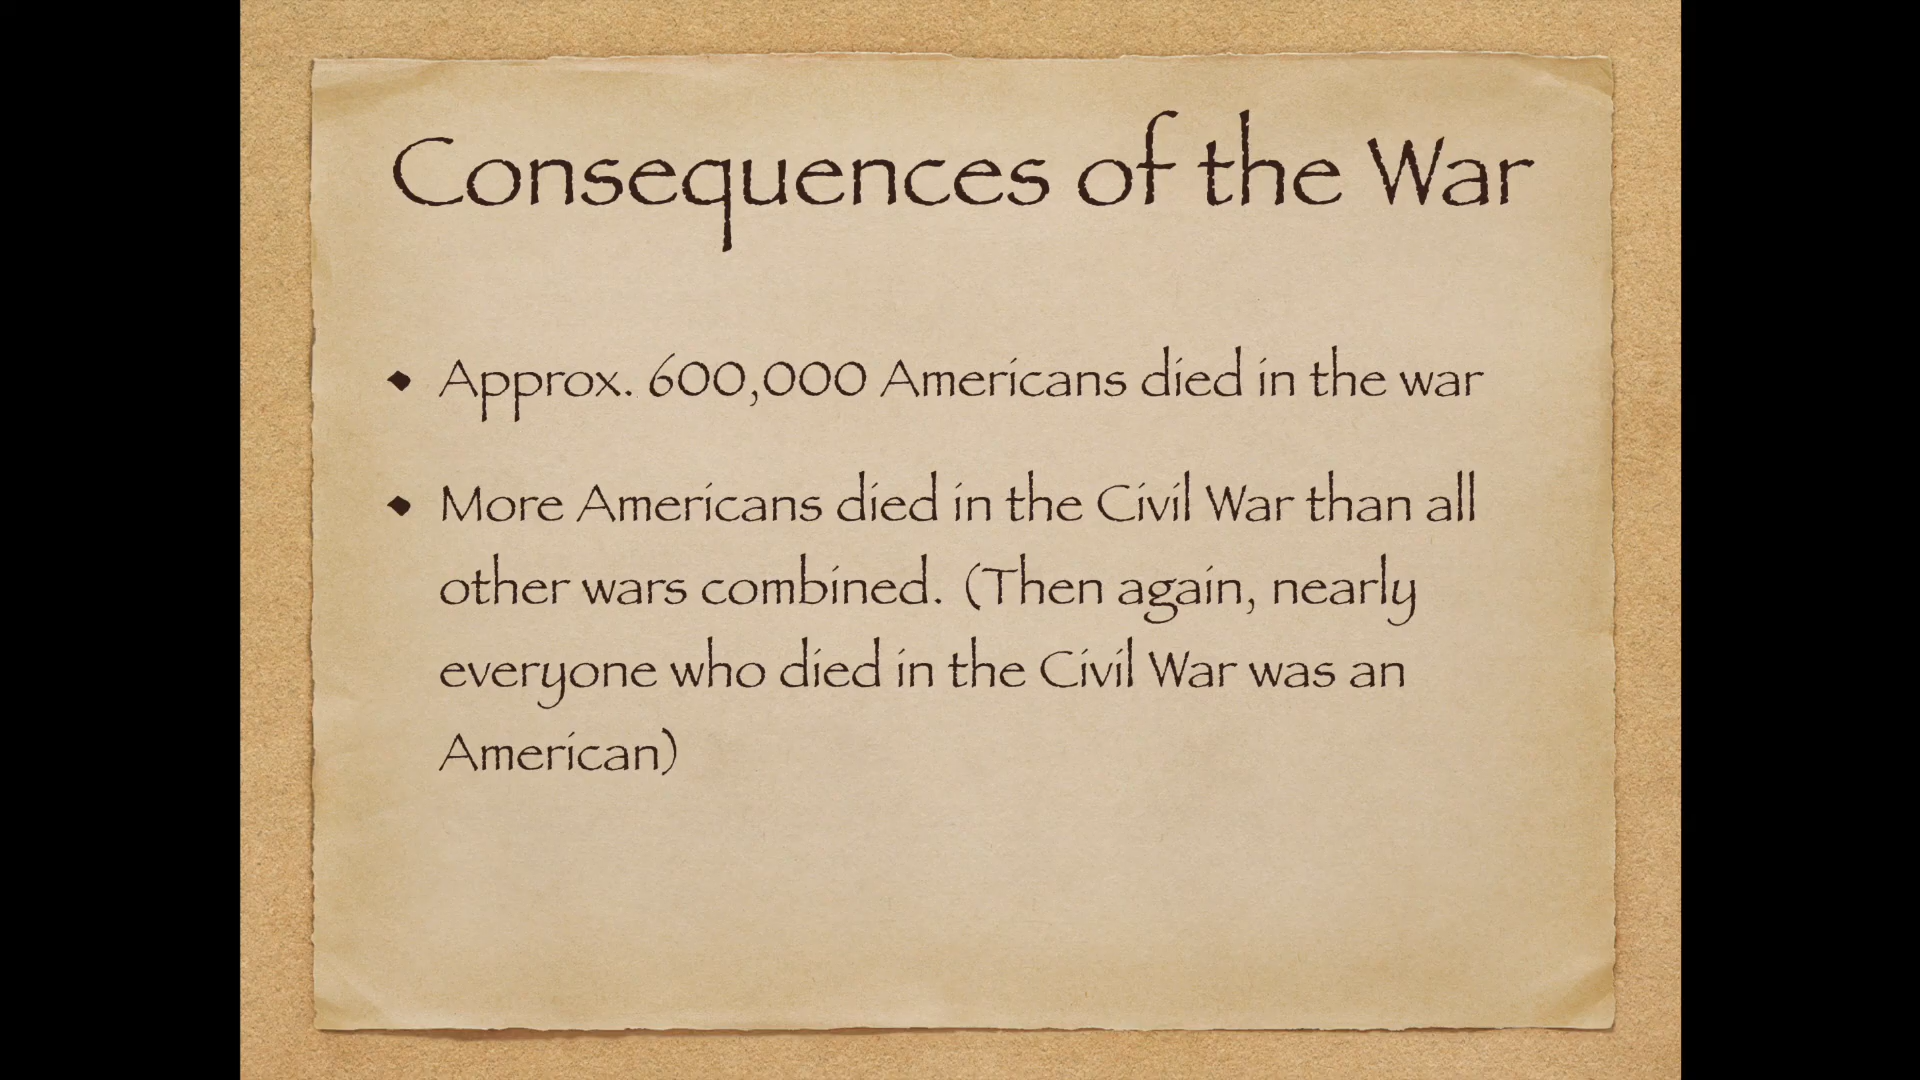 Consequences of the War
• Approx. 600,000 Americans died in the war
• More Americans died in the Civil War than all
other wars combined. (Then again, nearly
everyone who died in the Civil War was an
American)